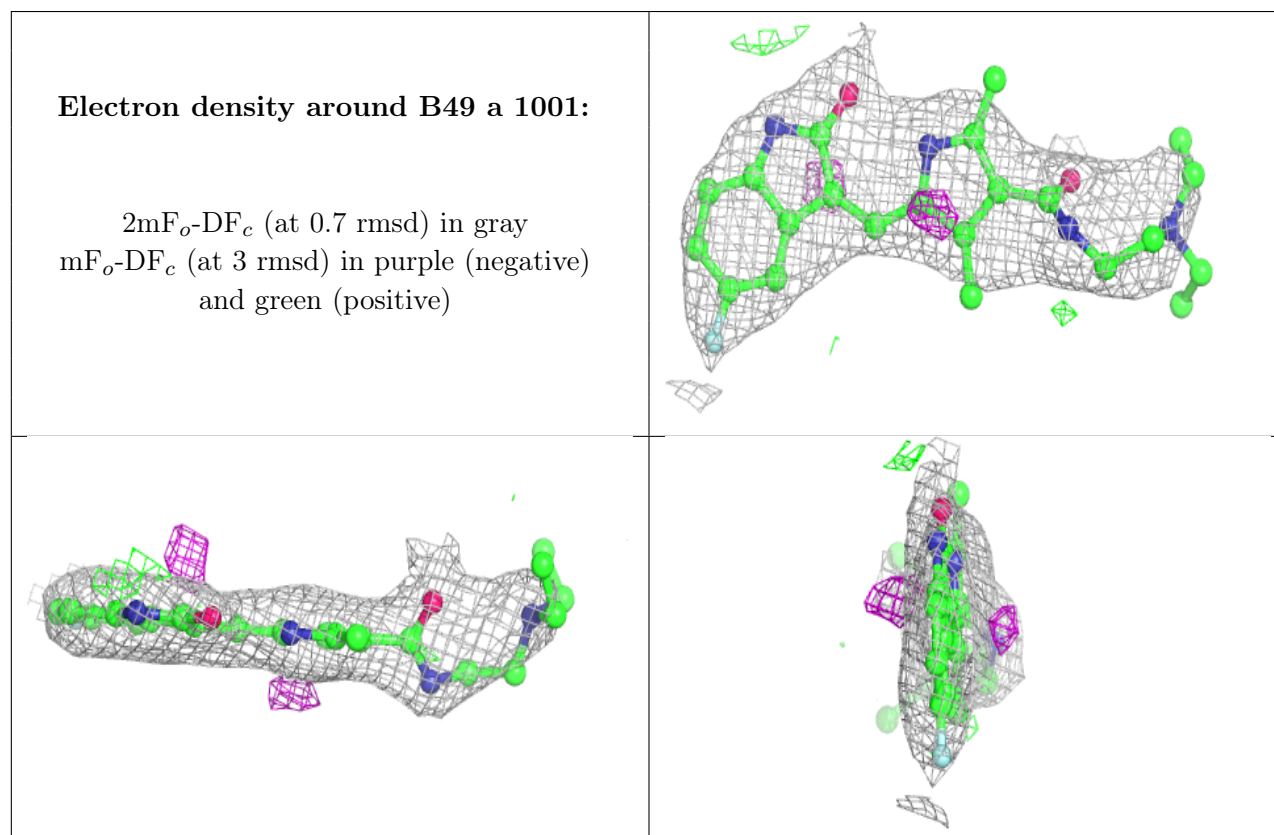 Electron density around B49 a 1001:
2mFo-DFc (at 0.7 rmsd) in gray
mFo-DFc (at 3 rmsd) in purple (negative)
and green (positive)